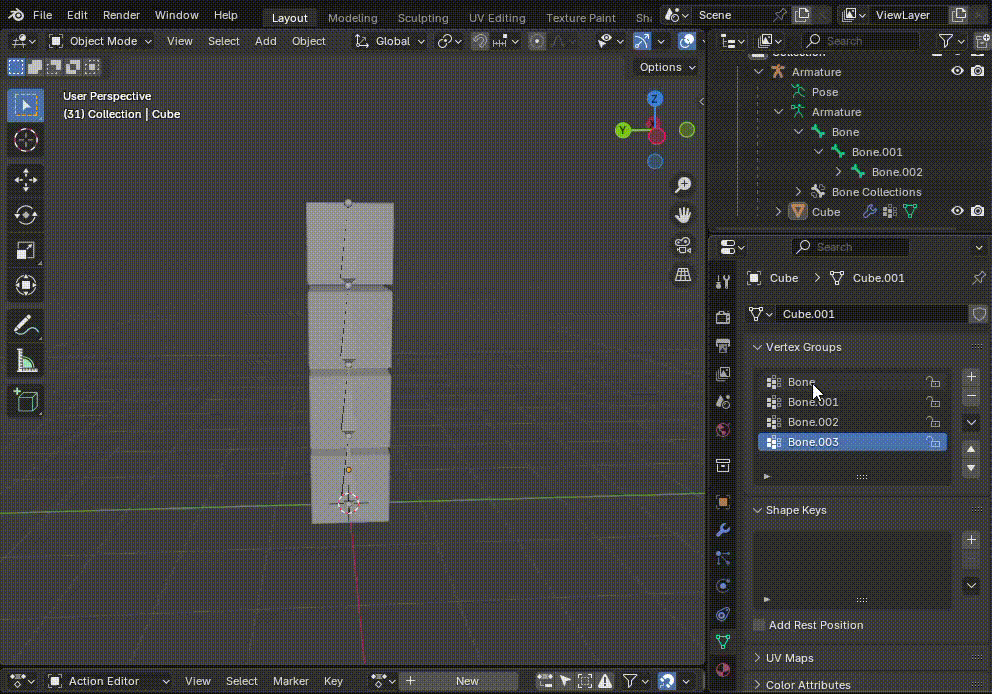 File Edit Render Window Help Layout Modeling Sculpting UV Editing Texture Paint Scene ViewLayer
Object Mode View Select Add Object Global Search
Options
User Perspective
(31) Collection | Cube
Z
Y
Collection
Armature
Pose
Armature
Bone
Bone.001
Bone.002
Bone Collections
Cube
Search
Cube > Cube.001
Cube.001
Vertex Groups
Bone
Bone.001
Bone.002
Bone.003
Shape Keys
Add Rest Position
UV Maps
Color Attributes
Action Editor View Select Marker Key New